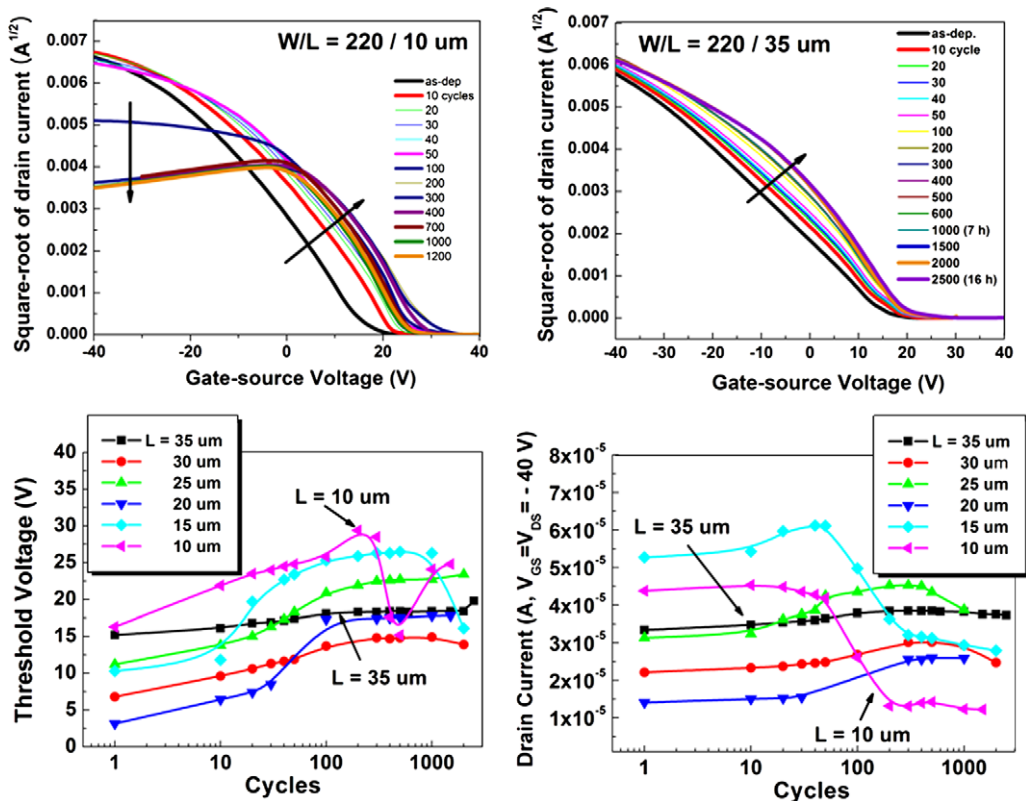 Square-root of drain current (A1/2)
0.007
0.006
0.005
0.004
0.003
0.002
0.001
0.000
W/L = 220 / 10 um
as-dep
10 cycles
20
30
40
50
100
200
300
400
700
1000
1200
-40
-20
0
20
40
Gate-source Voltage (V)
Square-root of drain current (A1/2)
0.007
0.006
0.005
0.004
0.003
0.002
0.001
0.000
W/L = 220 / 35 um
as-dep.
10 cycle
20
30
40
50
100
200
300
400
500
600
1000 (7 h)
1500
2000
2500 (16 h)
-40
-30
-20
-10
0
10
20
30
40
Gate-source Voltage (V)
Threshold Voltage (V)
40
35
30
25
20
15
10
5
0
L = 35 um
30 um
25 um
20 um
15 um
10 um
L = 10 um
L = 35 um
1
10
100
1000
Cycles
Drain Current (A, VGS=VDS= - 40 V)
8x10-5
7x10-5
6x10-5
5x10-5
4x10-5
3x10-5
2x10-5
1x10-5
L = 35 um
30 um
25 um
20 um
15 um
10 um
L = 35 um
L = 10 um
1
10
100
1000
Cycles